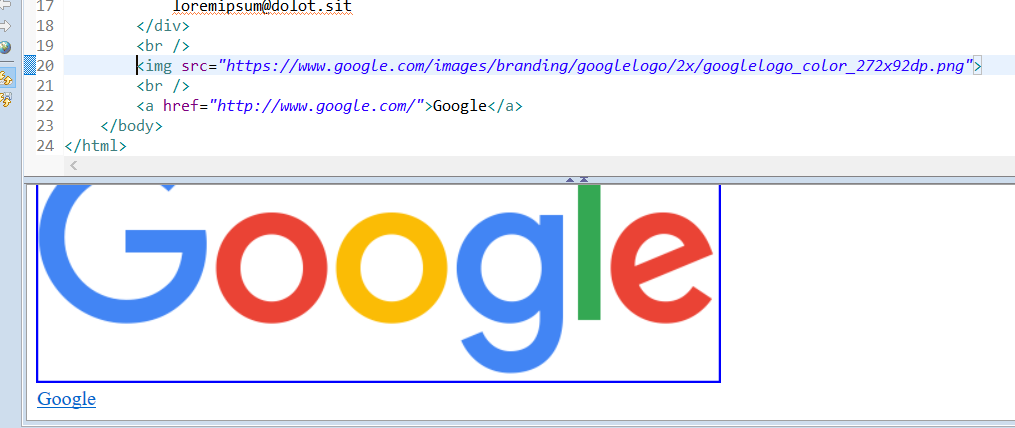 17 loremipsum@dolot.sit
18 </div>
19 <br />
20 <img src="https://www.google.com/images/branding/googlelogo/2x/googlelogo_color_272x92dp.png">
21 <br />
22 <a href="http://www.google.com/">Google</a>
23 </body>
24 </html>
Google
Google